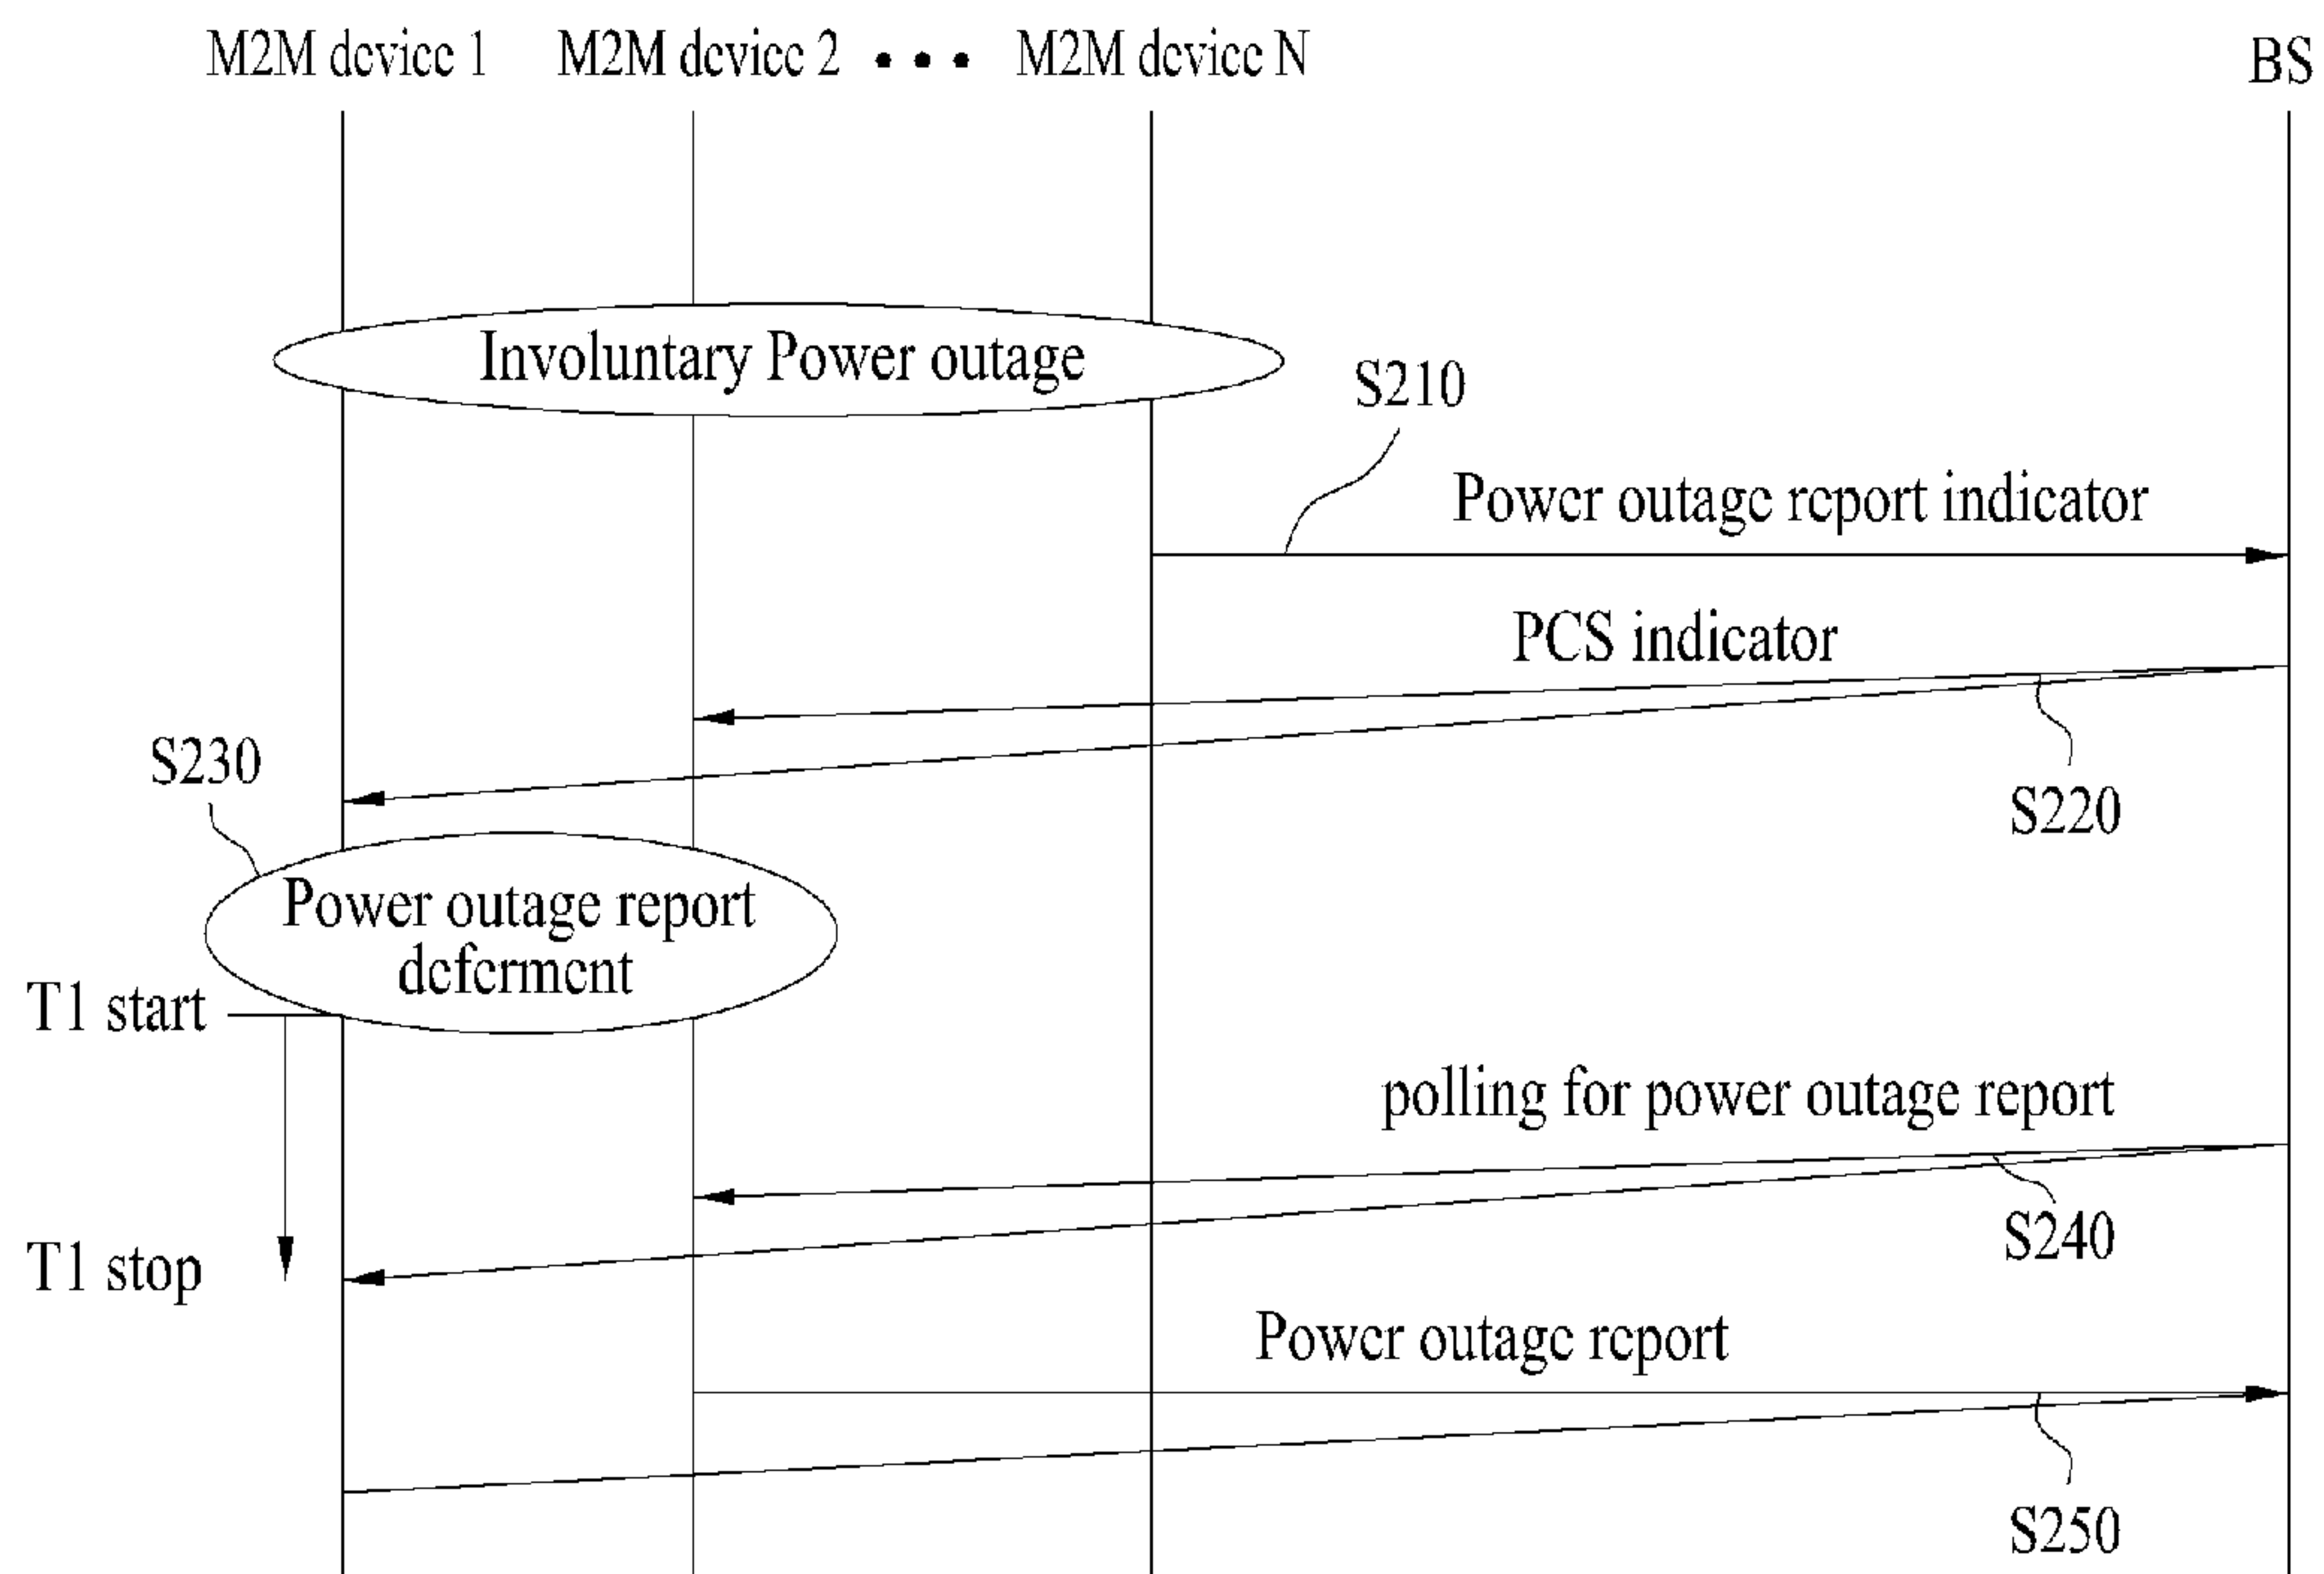 M2M device 1 M2M device 2 • • • M2M device N BS
Involuntary Power outage
S210
Power outage report indicator
PCS indicator
S220
S230
Power outage report
deferment
T1 start
polling for power outage report
S240
T1 stop
Power outage report
S250